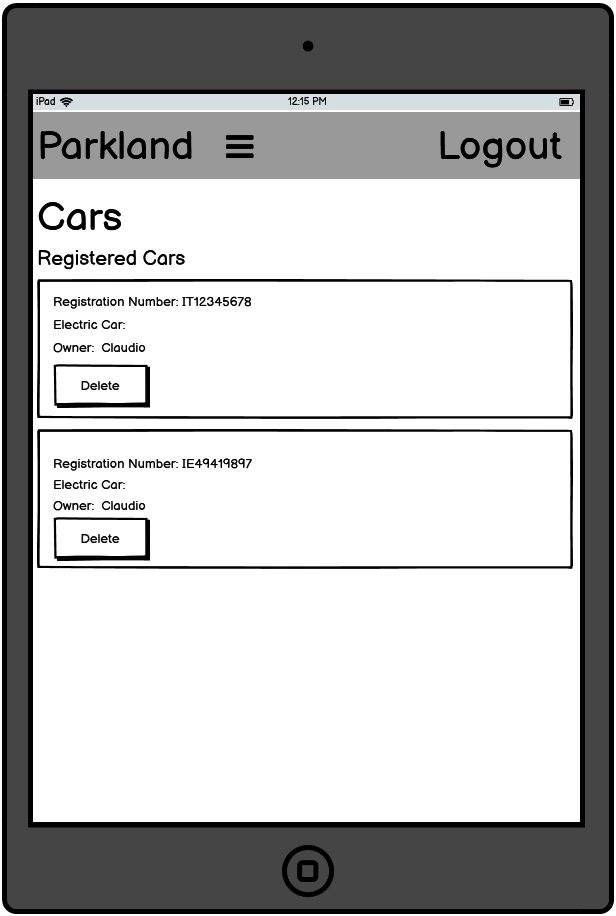 iPad 12:15 PM
Parkland Logout
Cars
Registered Cars
Registration Number: IT12345678
Electric Car:
Owner: Claudio
Delete
Registration Number: IE49419897
Electric Car:
Owner: Claudio
Delete